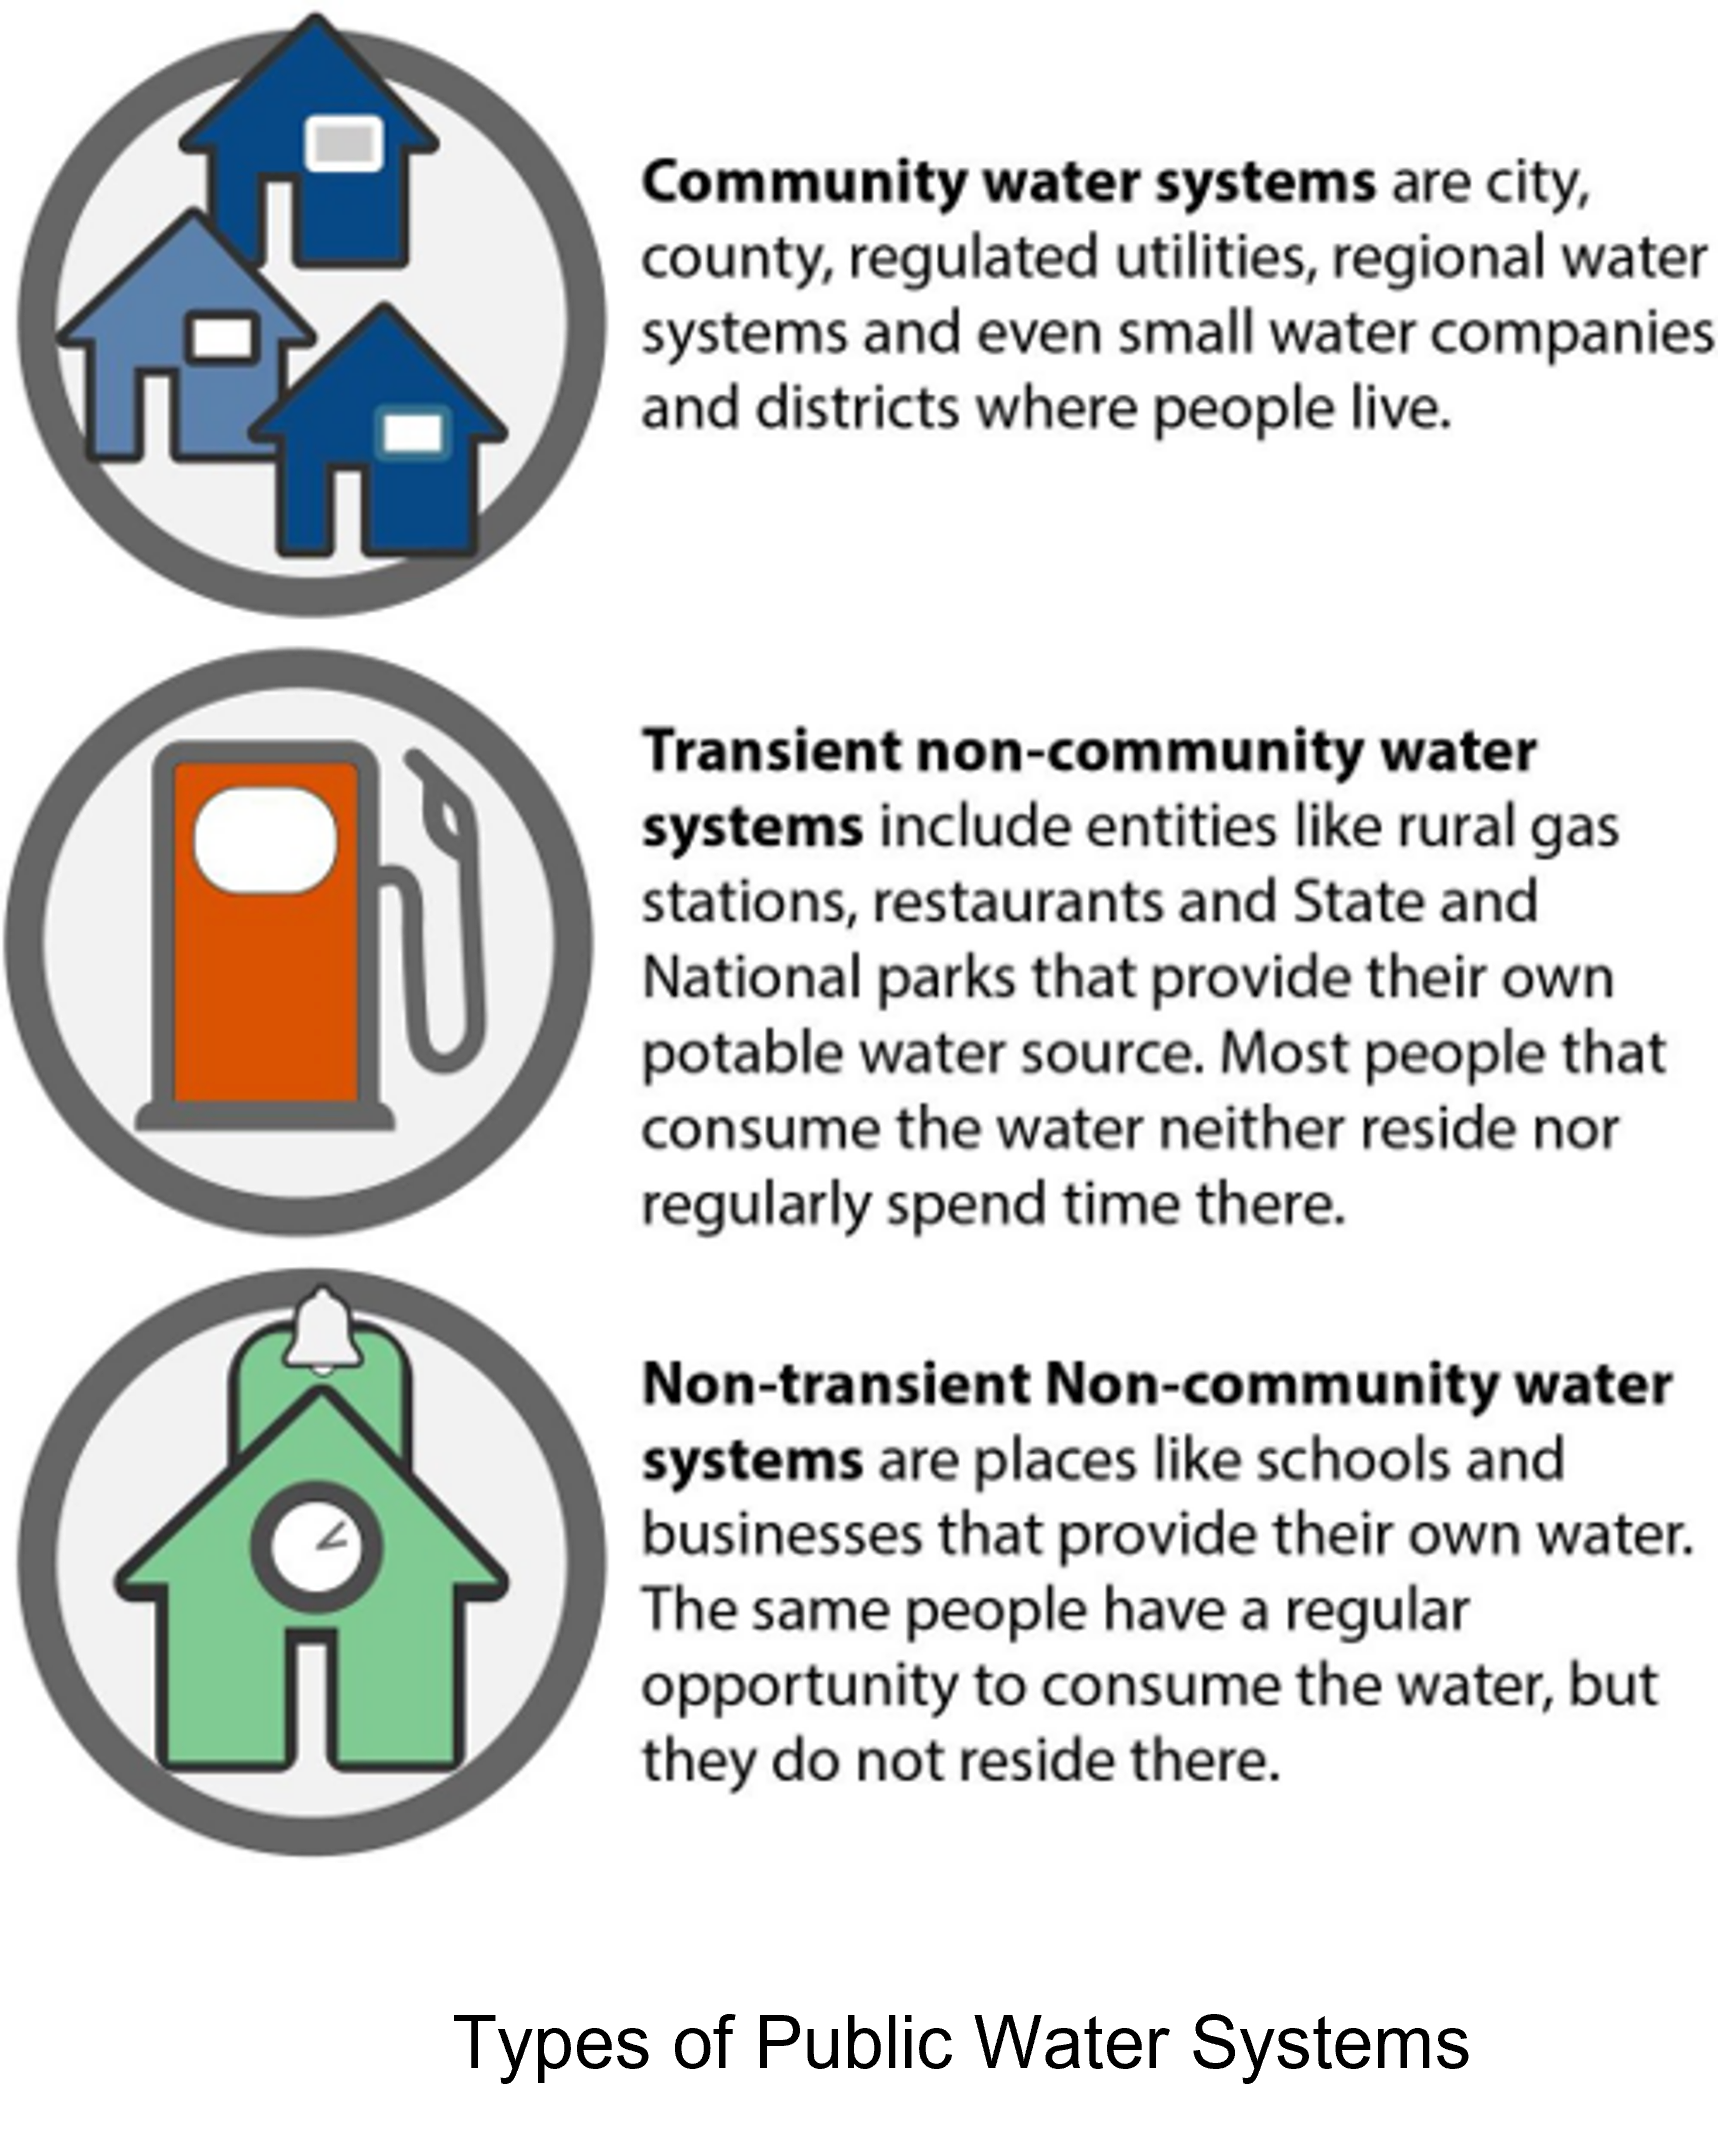 Community water systems are city,
county, regulated utilities, regional water
systems and even small water companies
and districts where people live.
Transient non-community water
systems include entities like rural gas
stations, restaurants and State and
National parks that provide their own
potable water source. Most people that
consume the water neither reside nor
regularly spend time there.
Non-transient Non-community water
systems are places like schools and
businesses that provide their own water.
The same people have a regular
opportunity to consume the water, but
they do not reside there.
Types of Public Water Systems